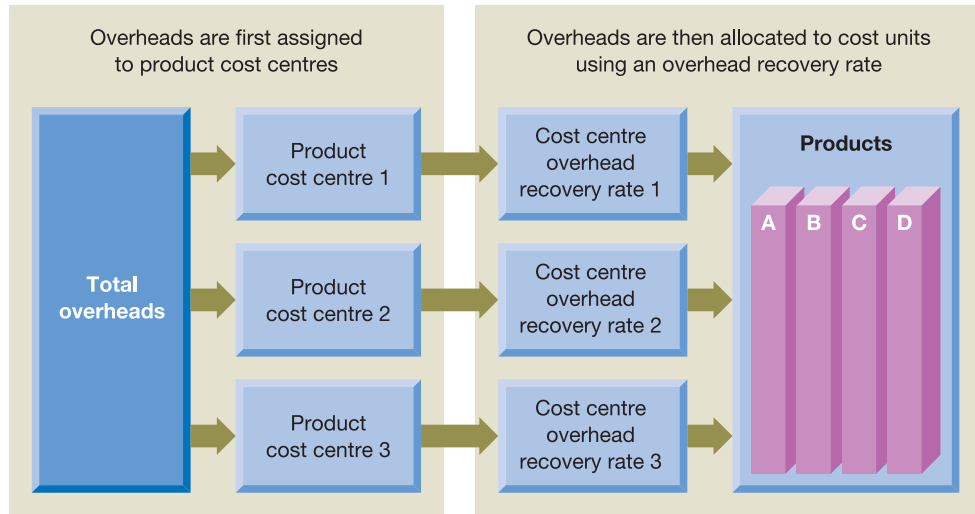 Overheads are first assigned
to product cost centres
Overheads are then allocated to cost units
using an overhead recovery rate
Total
overheads
Product
cost centre 1
Cost centre
overhead
recovery rate 1
Product
cost centre 2
Cost centre
overhead
recovery rate 2
Product
cost centre 3
Cost centre
overhead
recovery rate 3
Products
A B C D